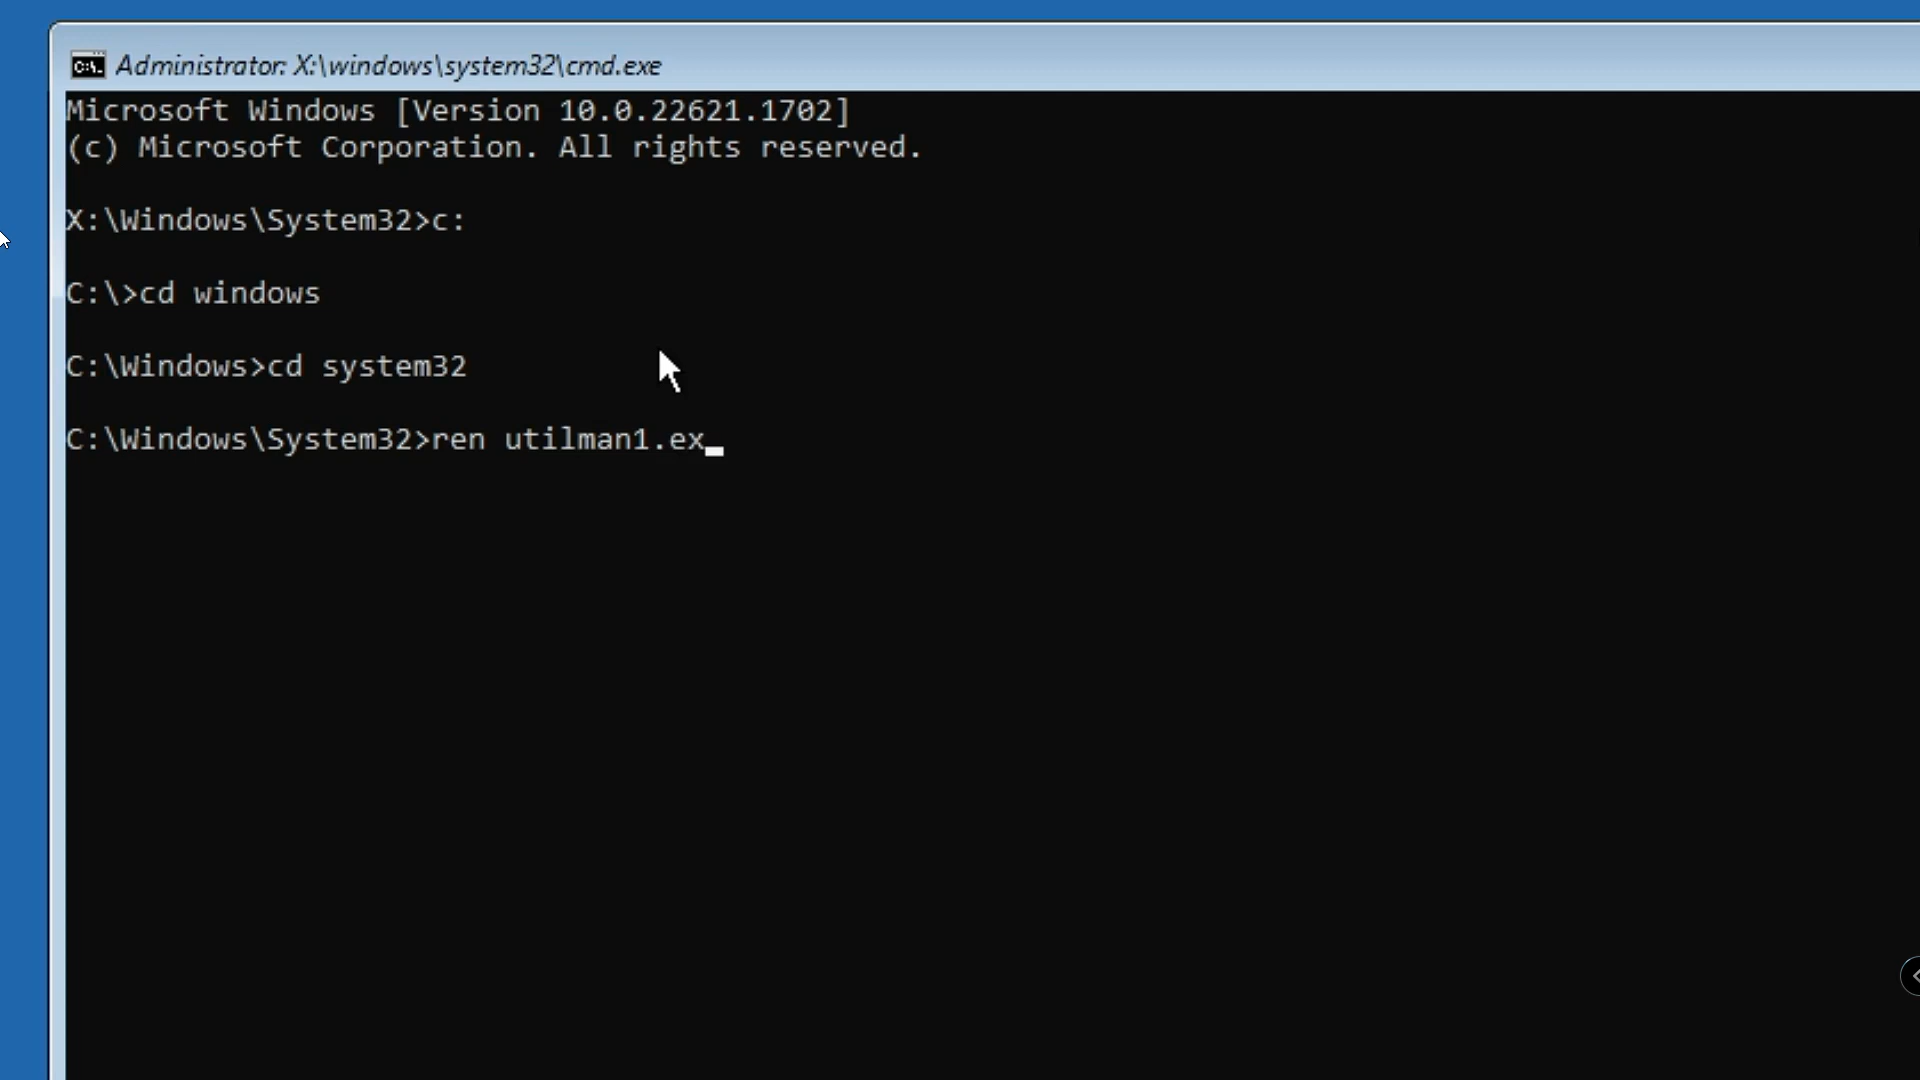 Administrator: X:\windows\system32\cmd.exe
Microsoft Windows [Version 10.0.22621.1702]
(c) Microsoft Corporation. All rights reserved.
X:\Windows\System32>c:
C:\>cd windows
C:\Windows>cd system32
C:\Windows\System32>ren utilman1.ex